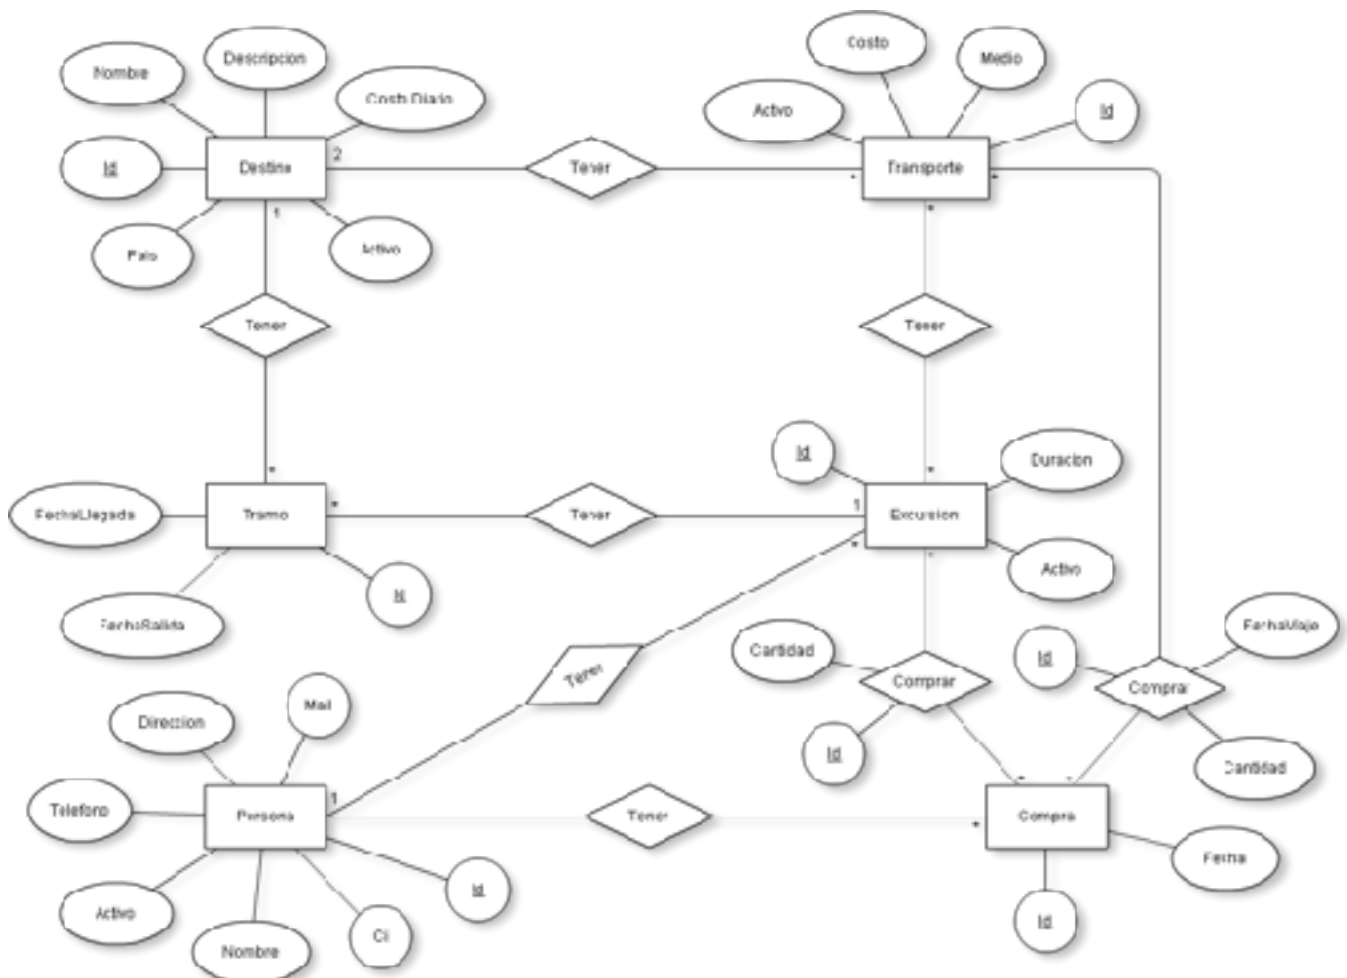 Descripcion
Nombre
Costo
Medio
Costo Diario
Activo
Id
2
Id
Destino
Tener
Transporte
*
*
1
*
Pais
Activo
Tener
Tener
Id
Duracion
*
*
1
FechaLlegada
Tramo
*
Tener
Excursion
*
*
Activo
Id
FechaSalida
FechaViaje
Cantidad
Id
Tener
Comprar
Comprar
Mail
Direccion
Id
Cantidad
*
*
1
Telefono
Persona
Tener
*
Compra
Fecha
Id
Activo
Id
Nombre
CI